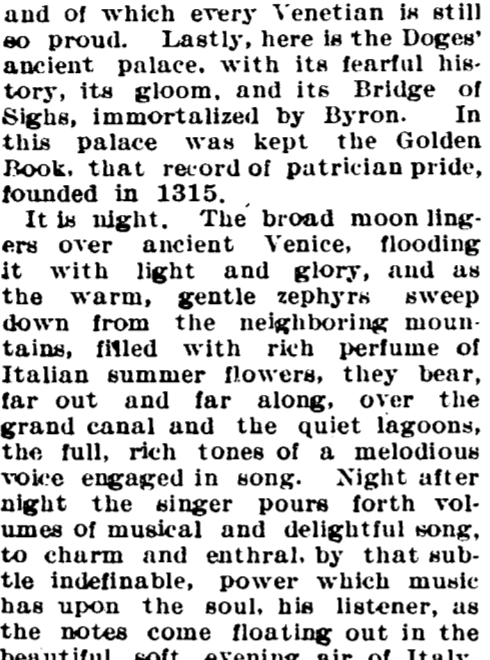 and of which every Venetian is still
so proud. Lastly, here is the Doges'
ancient palace, with its fearful his-
tory, its gloom, and its Bridge of
Sighs, immortalized by Byron. In
this palace was kept the Golden
Book, that record of patrician pride,
founded in 1315.
It is night. The broad moon ling-
ers over ancient Venice, flooding
it with light and glory, and as
the warm, gentle zephyrs sweep
down from the neighboring moun-
tains, filled with rich perfume of
Italian summer flowers, they bear,
far out and far along, over the
grand canal and the quiet lagoons,
the full, rich tones of a melodious
voice engaged in song. Night after
night the singer pours forth vol-
umes of musical and delightful song,
to charm and enthral, by that sub-
tle indefinable, power which music
has upon the soul, his listener, as
the notes come floating out in the
beautiful soft evening air of Italy.